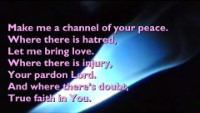 Make me a channel of your peace.
Where there is hatred,
Let me bring love.
Where there is injury,
Your pardon Lord.
And where there's doubt,
True faith in You.